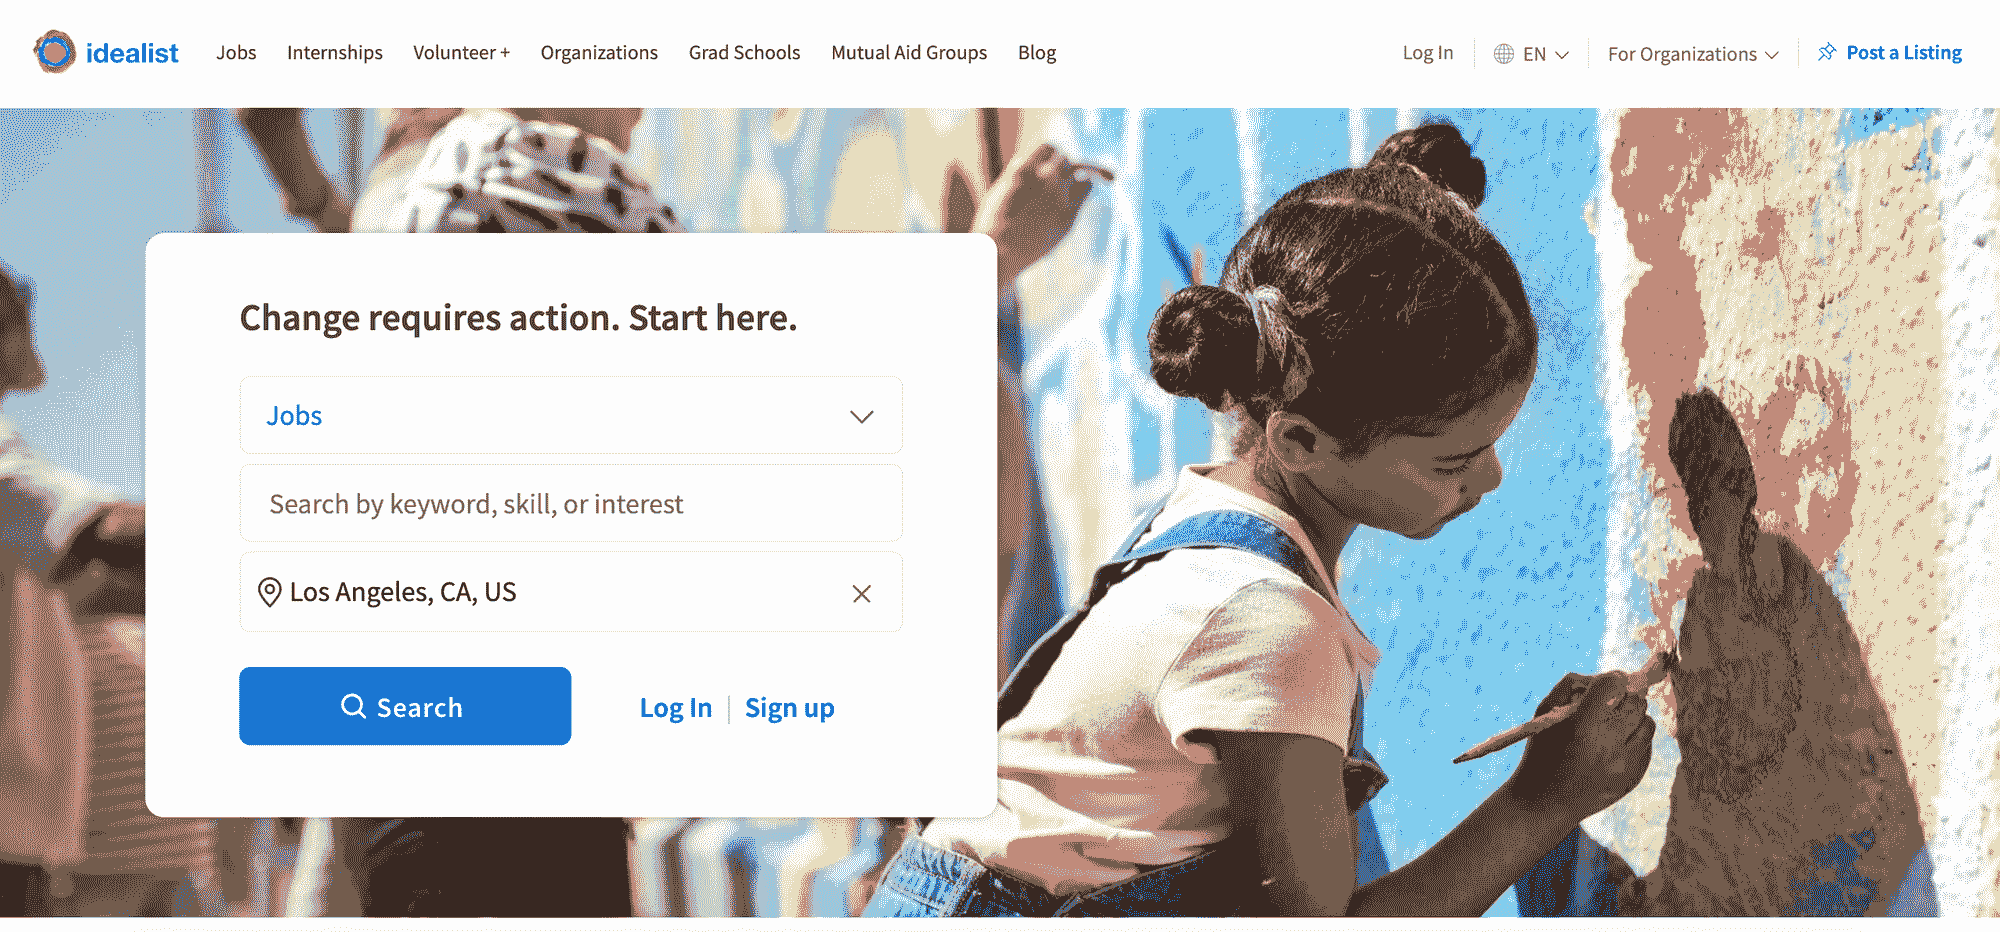 idealist Jobs Internships Volunteer + Organizations Grad Schools Mutual Aid Groups Blog Log In EN For Organizations Post a Listing
Change requires action. Start here.
Jobs
Search by keyword, skill, or interest
Los Angeles, CA, US
Search Log In Sign up